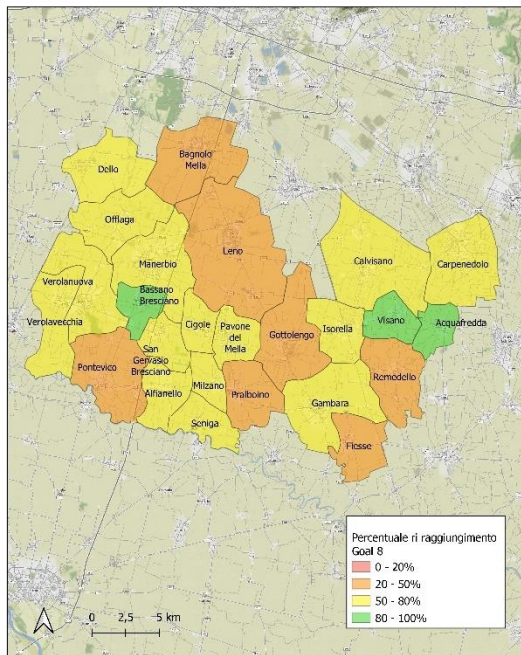 Dello
Bagnolo
Mella
Offlaga
Leno
Manerbio
Calvisano
Carpenedolo
Verolanuova
Bassano
Bresciano
Verolavecchia
Cigole
Pavone
del
Mella
Gottolengo
Isorella
Visano
Acquafredda
San
Gervasio
Bresciano
Pontevico
Alfianello
Milzano
Pralboino
Remedello
Gambara
Seniga
Fiesse
Percentuale ri raggiungimento
Goal 8
0 - 20%
20 - 50%
50 - 80%
80 - 100%
0 2,5 5 km